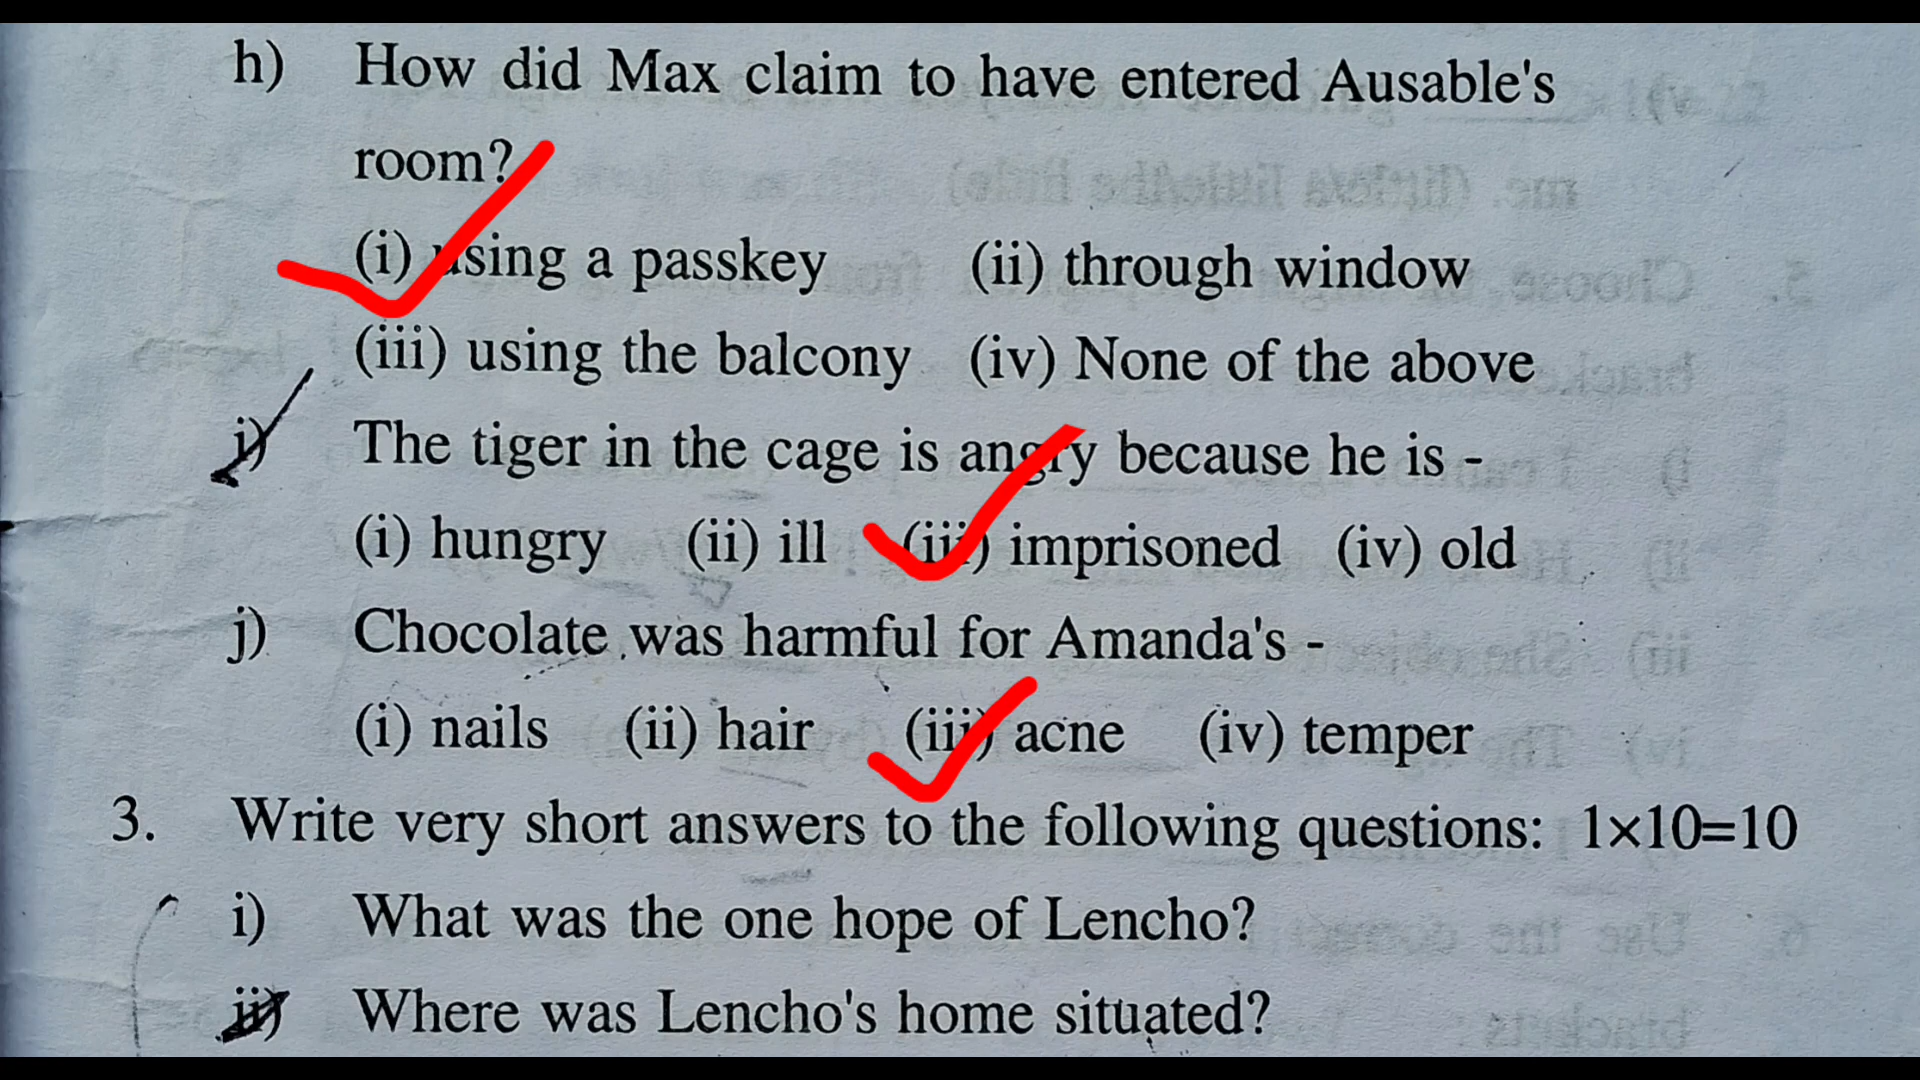 h) How did Max claim to have entered Ausable's
room?
(i) using a passkey (ii) through window
(iii) using the balcony (iv) None of the above
i) The tiger in the cage is angry because he is -
(i) hungry (ii) ill (iii) imprisoned (iv) old
j) Chocolate was harmful for Amanda's -
(i) nails (ii) hair (iii) acne (iv) temper
3. Write very short answers to the following questions: 1×10=10
i) What was the one hope of Lencho?
ii) Where was Lencho's home situated?